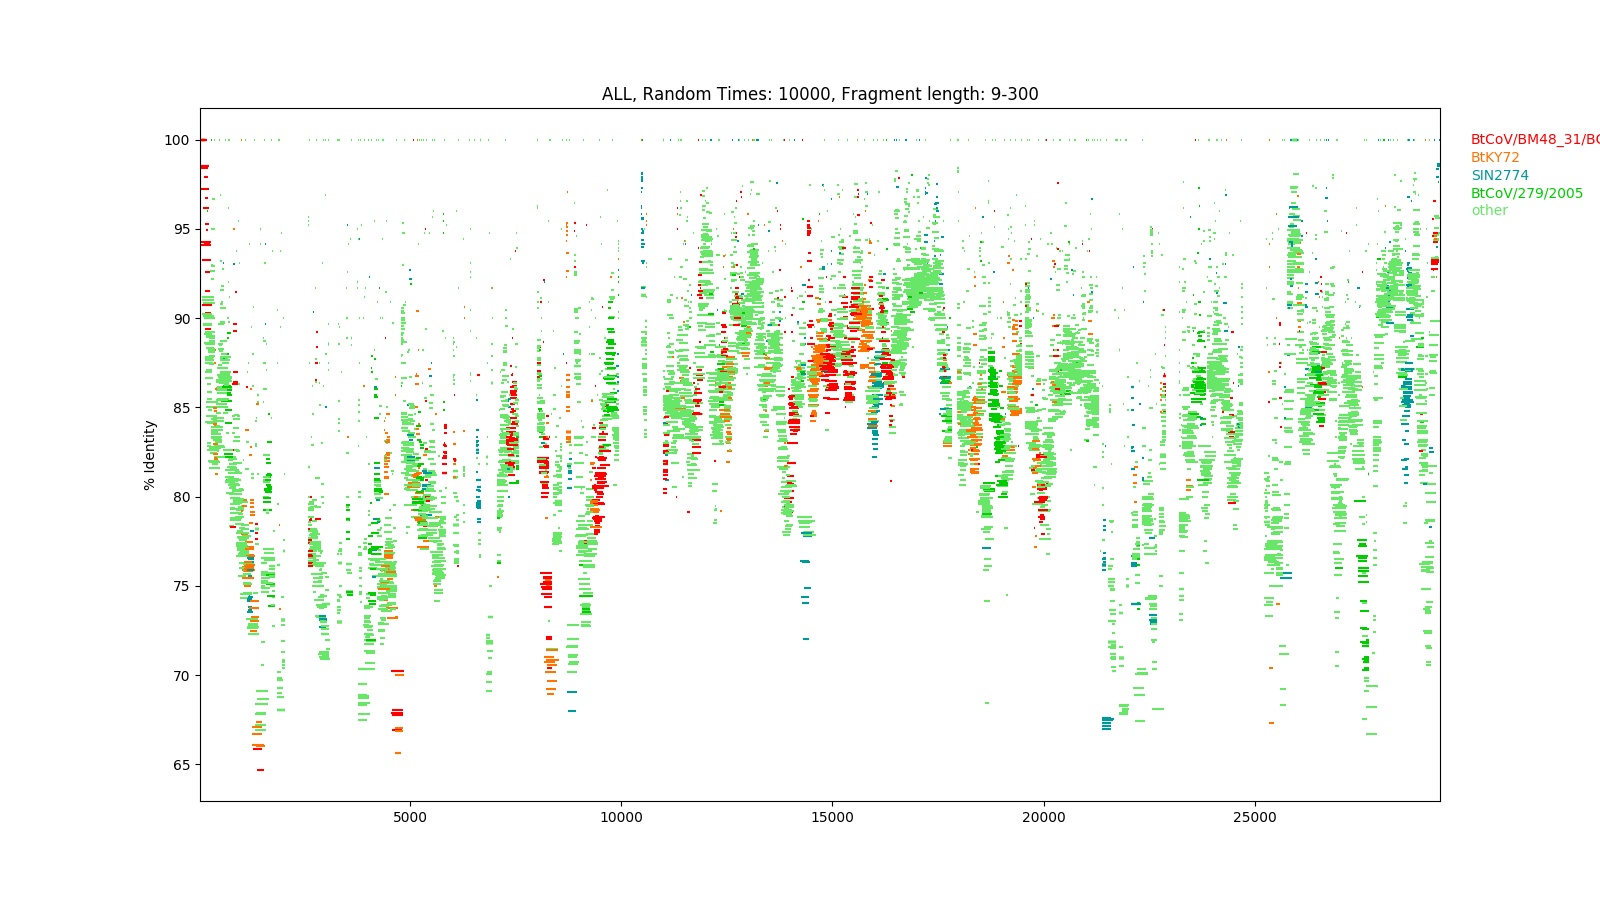 ALL, Random Times: 10000, Fragment length: 9-300
100
95
90
85
80
75
70
65
% Identity
5000
10000
15000
20000
25000
BtCoV/BM48_31/BG
BtKY72
SIN2774
BtCoV/279/2005
other